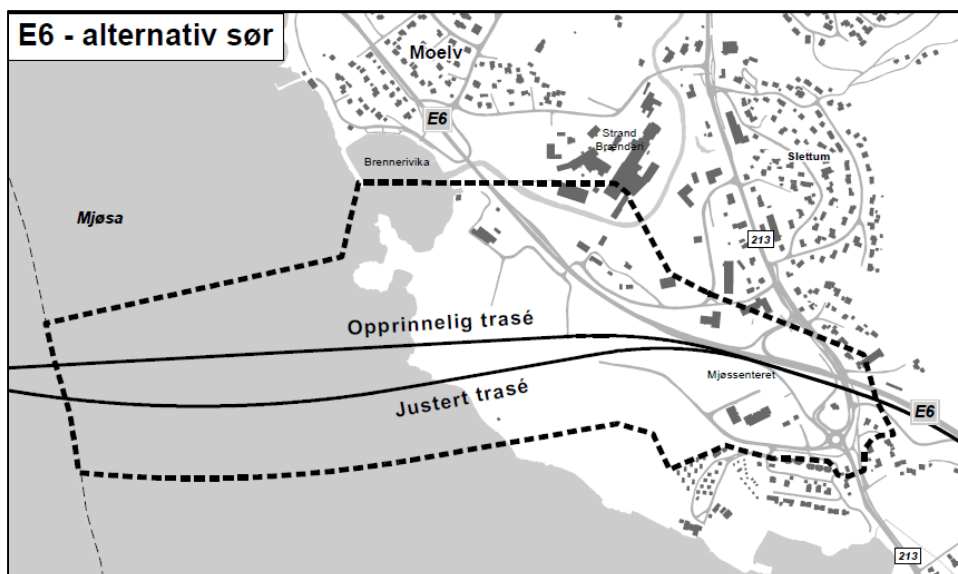 E6 - alternativ sør
Moelv
E6
Strand
Brænderi
Brennerivika
Slettum
Mjøsa
213
Opprinnelig trasé
Mjøssenteret
Justert trasé
E6
213